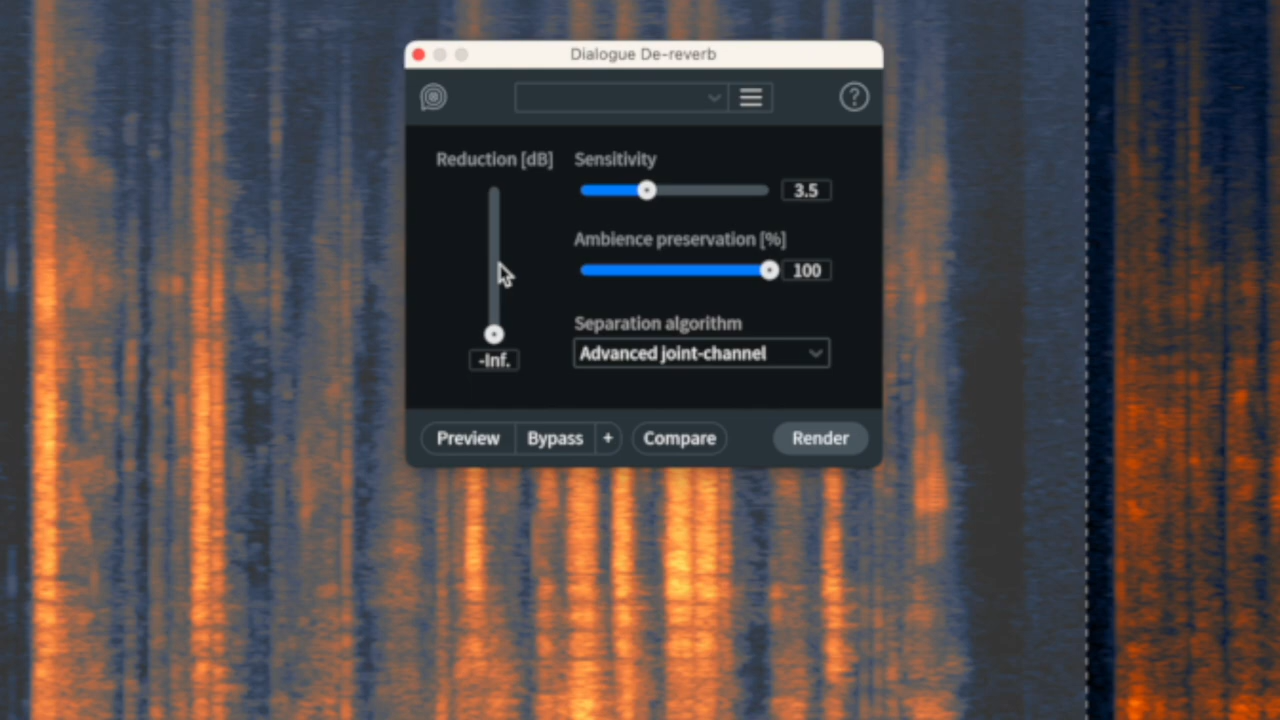 Dialogue De-reverb
?
Reduction [dB]
Sensitivity
3.5
Ambience preservation [%]
100
Separation algorithm
-Inf.
Advanced joint-channel
Preview
Bypass
+
Compare
Render